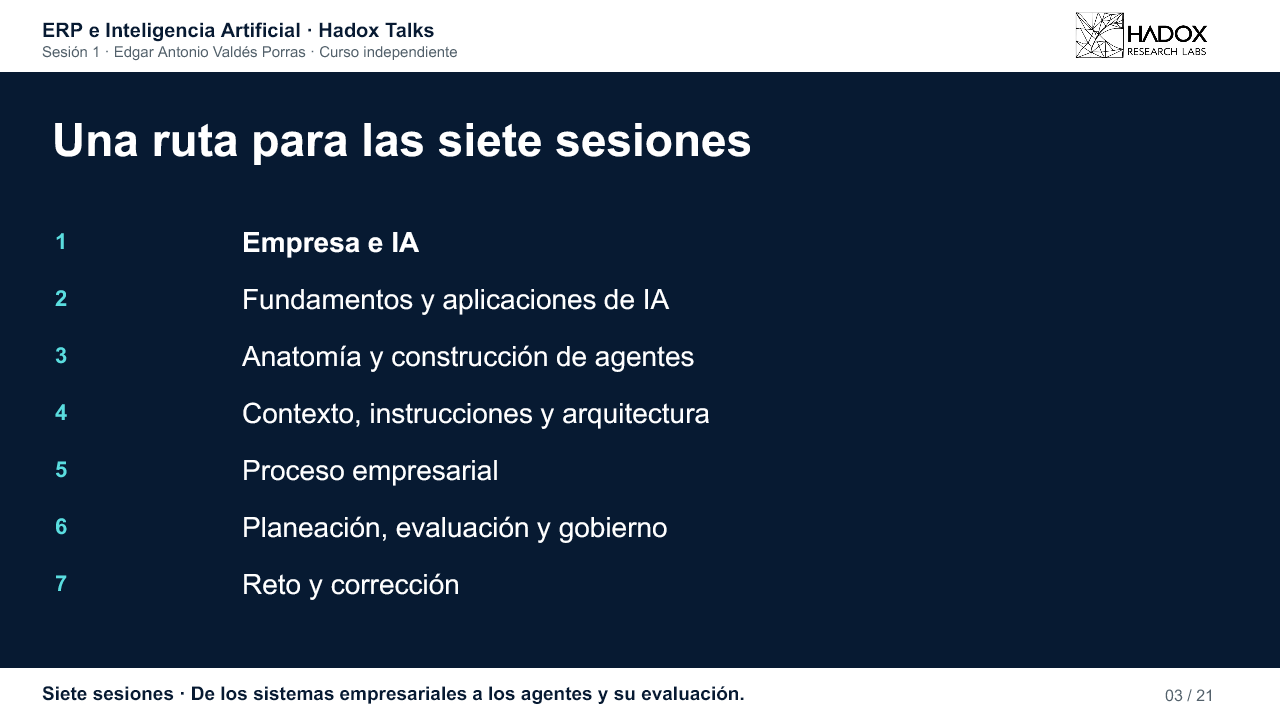 ERP e Inteligencia Artificial · Hadox Talks
Sesión 1 · Edgar Antonio Valdés Porras · Curso independiente
HADOX
RESEARCH LABS
Una ruta para las siete sesiones
1 Empresa e IA
2 Fundamentos y aplicaciones de IA
3 Anatomía y construcción de agentes
4 Contexto, instrucciones y arquitectura
5 Proceso empresarial
6 Planeación, evaluación y gobierno
7 Reto y corrección
Siete sesiones · De los sistemas empresariales a los agentes y su evaluación.
03 / 21